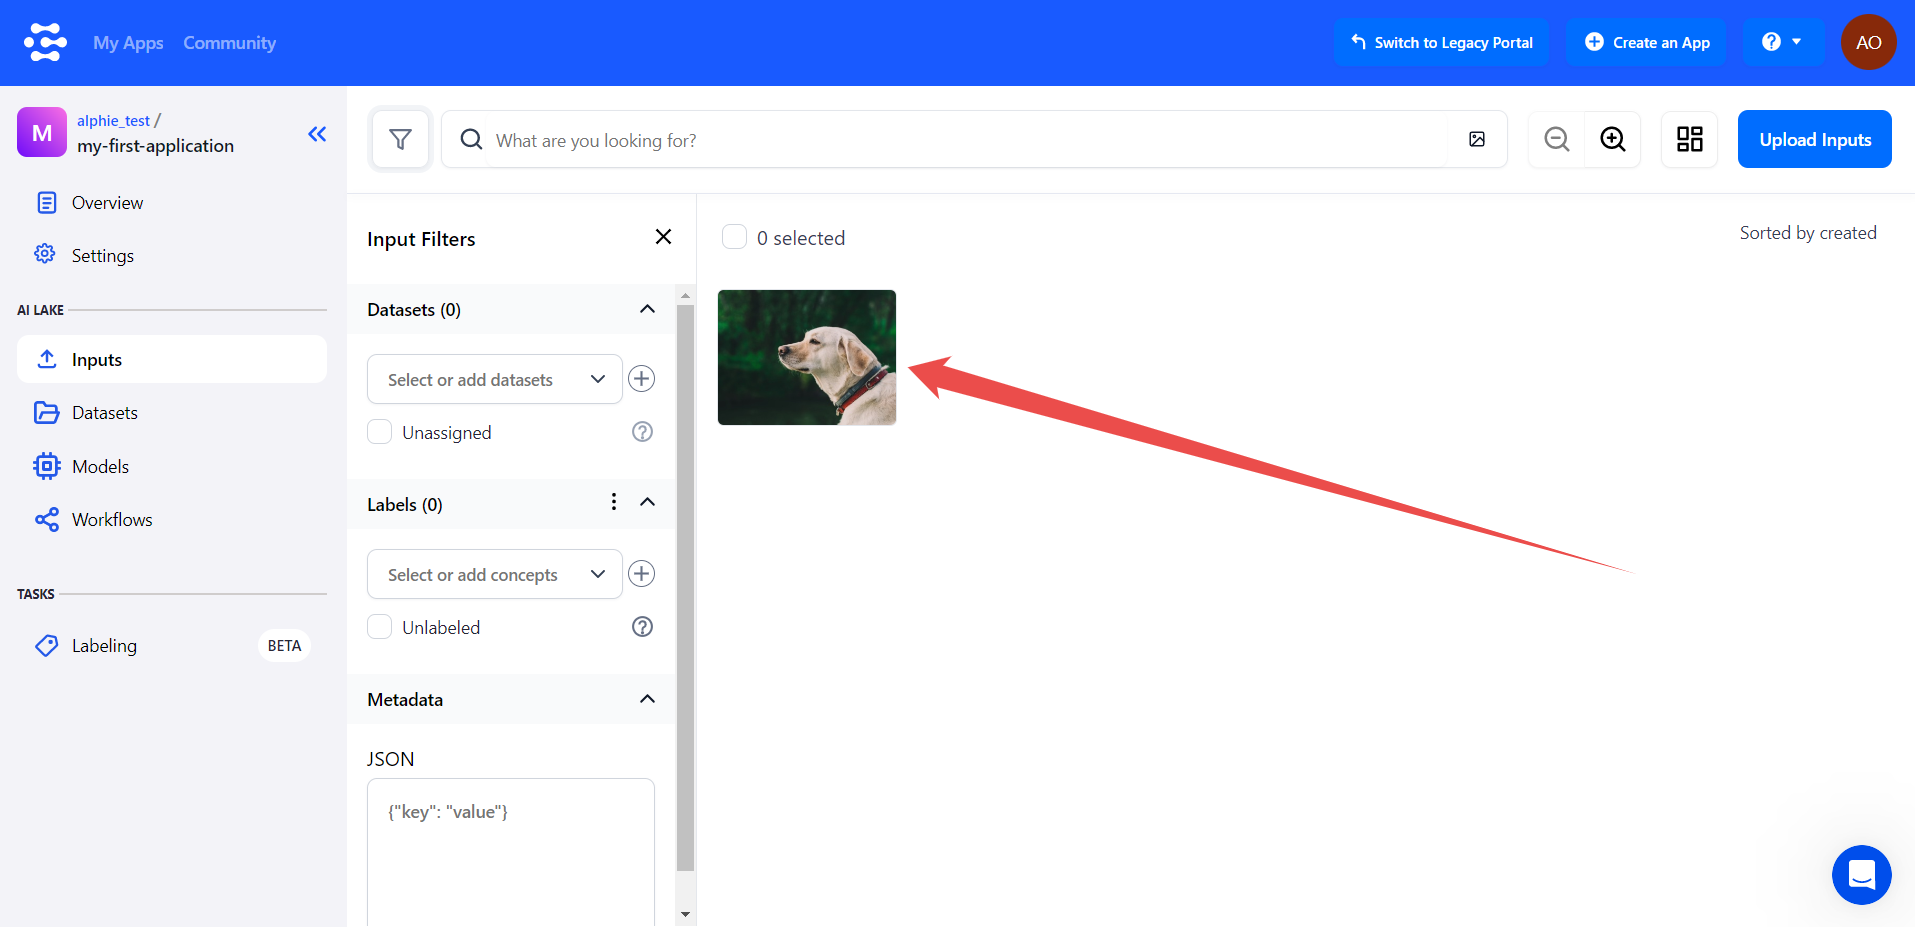 My Apps
Community
Switch to Legacy Portal
Create an App
AO
M
alphie_test /
my-first-application
Overview
Settings
AI LAKE
Inputs
Datasets
Models
Workflows
TASKS
Labeling
BETA
What are you looking for?
Upload Inputs
Input Filters
Datasets (0)
Select or add datasets
Unassigned
Labels (0)
Select or add concepts
Unlabeled
Metadata
JSON
{"key": "value"}
0 selected
Sorted by created